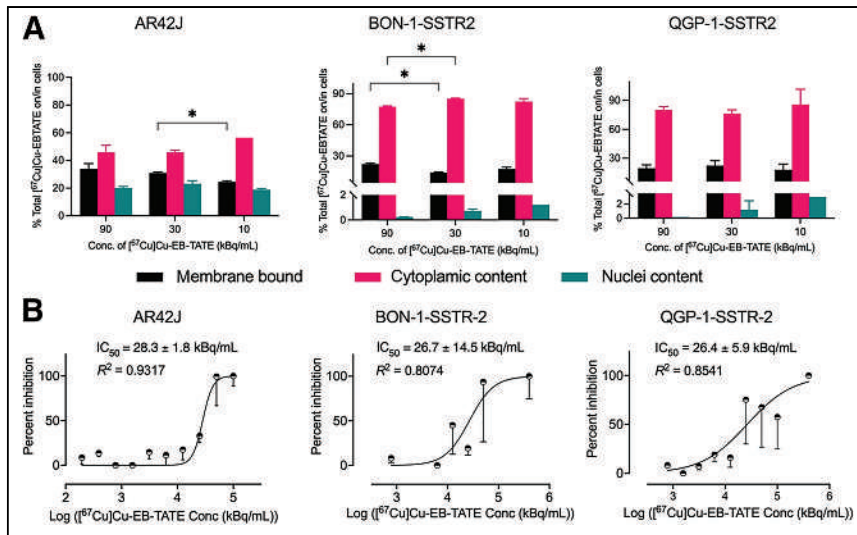 A
AR42J
BON-1-SSTR2
QGP-1-SSTR2
% Total [⁶⁷Cu]Cu-EBTATE on/in cells
100
80
60
40
20
0
*
90
30
10
Conc. of [⁶⁷Cu]Cu-EB-TATE (kBq/mL)
% Total [⁶⁷Cu]Cu-EBTATE on/in cells
90
60
30
2
0
*
*
90
30
10
Conc. of [⁶⁷Cu]Cu-EB-TATE (kBq/mL)
% Total [⁶⁷Cu]Cu-EBTATE on/in cells
90
60
30
2
0
90
30
10
Conc. of [⁶⁷Cu]Cu-EB-TATE (kBq/mL)
Membrane bound
Cytoplamic content
Nuclei content
B
AR42J
BON-1-SSTR-2
QGP-1-SSTR-2
IC₅₀ = 28.3 ± 1.8 kBq/mL
R² = 0.9317
Percent inhibition
100
50
0
2
3
4
5
Log ([⁶⁷Cu]Cu-EB-TATE Conc (kBq/mL))
IC₅₀ = 26.7 ± 14.5 kBq/mL
R² = 0.8074
Percent inhibition
100
50
0
3
4
5
6
Log ([⁶⁷Cu]Cu-EB-TATE Conc (kBq/mL))
IC₅₀ = 26.4 ± 5.9 kBq/mL
R² = 0.8541
Percent inhibition
100
50
0
3
4
5
6
Log ([⁶⁷Cu]Cu-EB-TATE Conc (kBq/mL))